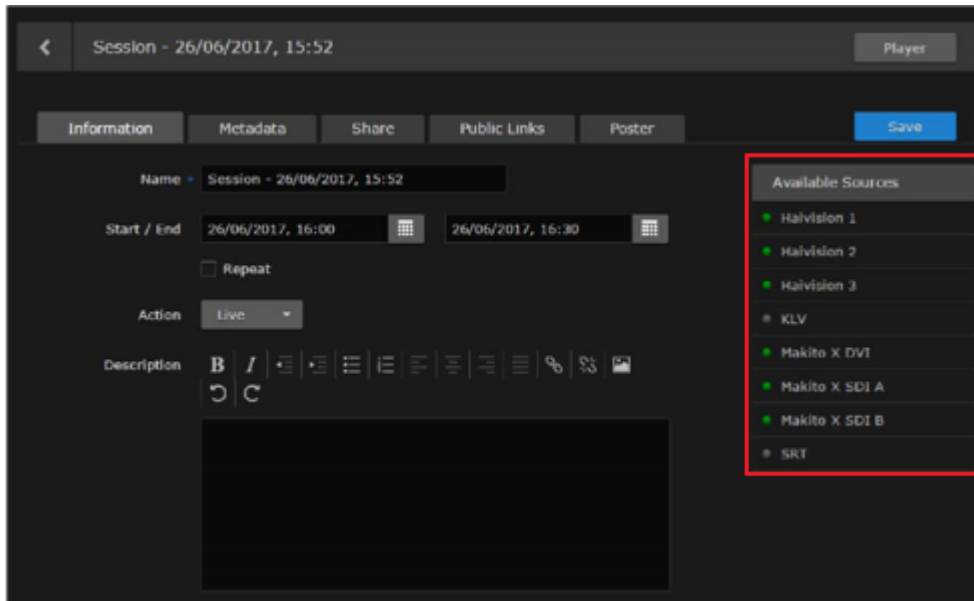 Session - 26/06/2017, 15:52
Player
Information
Metadata
Share
Public Links
Poster
Save
Name
Session - 26/06/2017, 15:52
Start / End
26/06/2017, 16:00
26/06/2017, 16:30
Repeat
Action
Live
Description
B I
Available Sources
Haivision 1
Haivision 2
Haivision 3
KLV
Makito X DVI
Makito X SDI A
Makito X SDI B
SRT